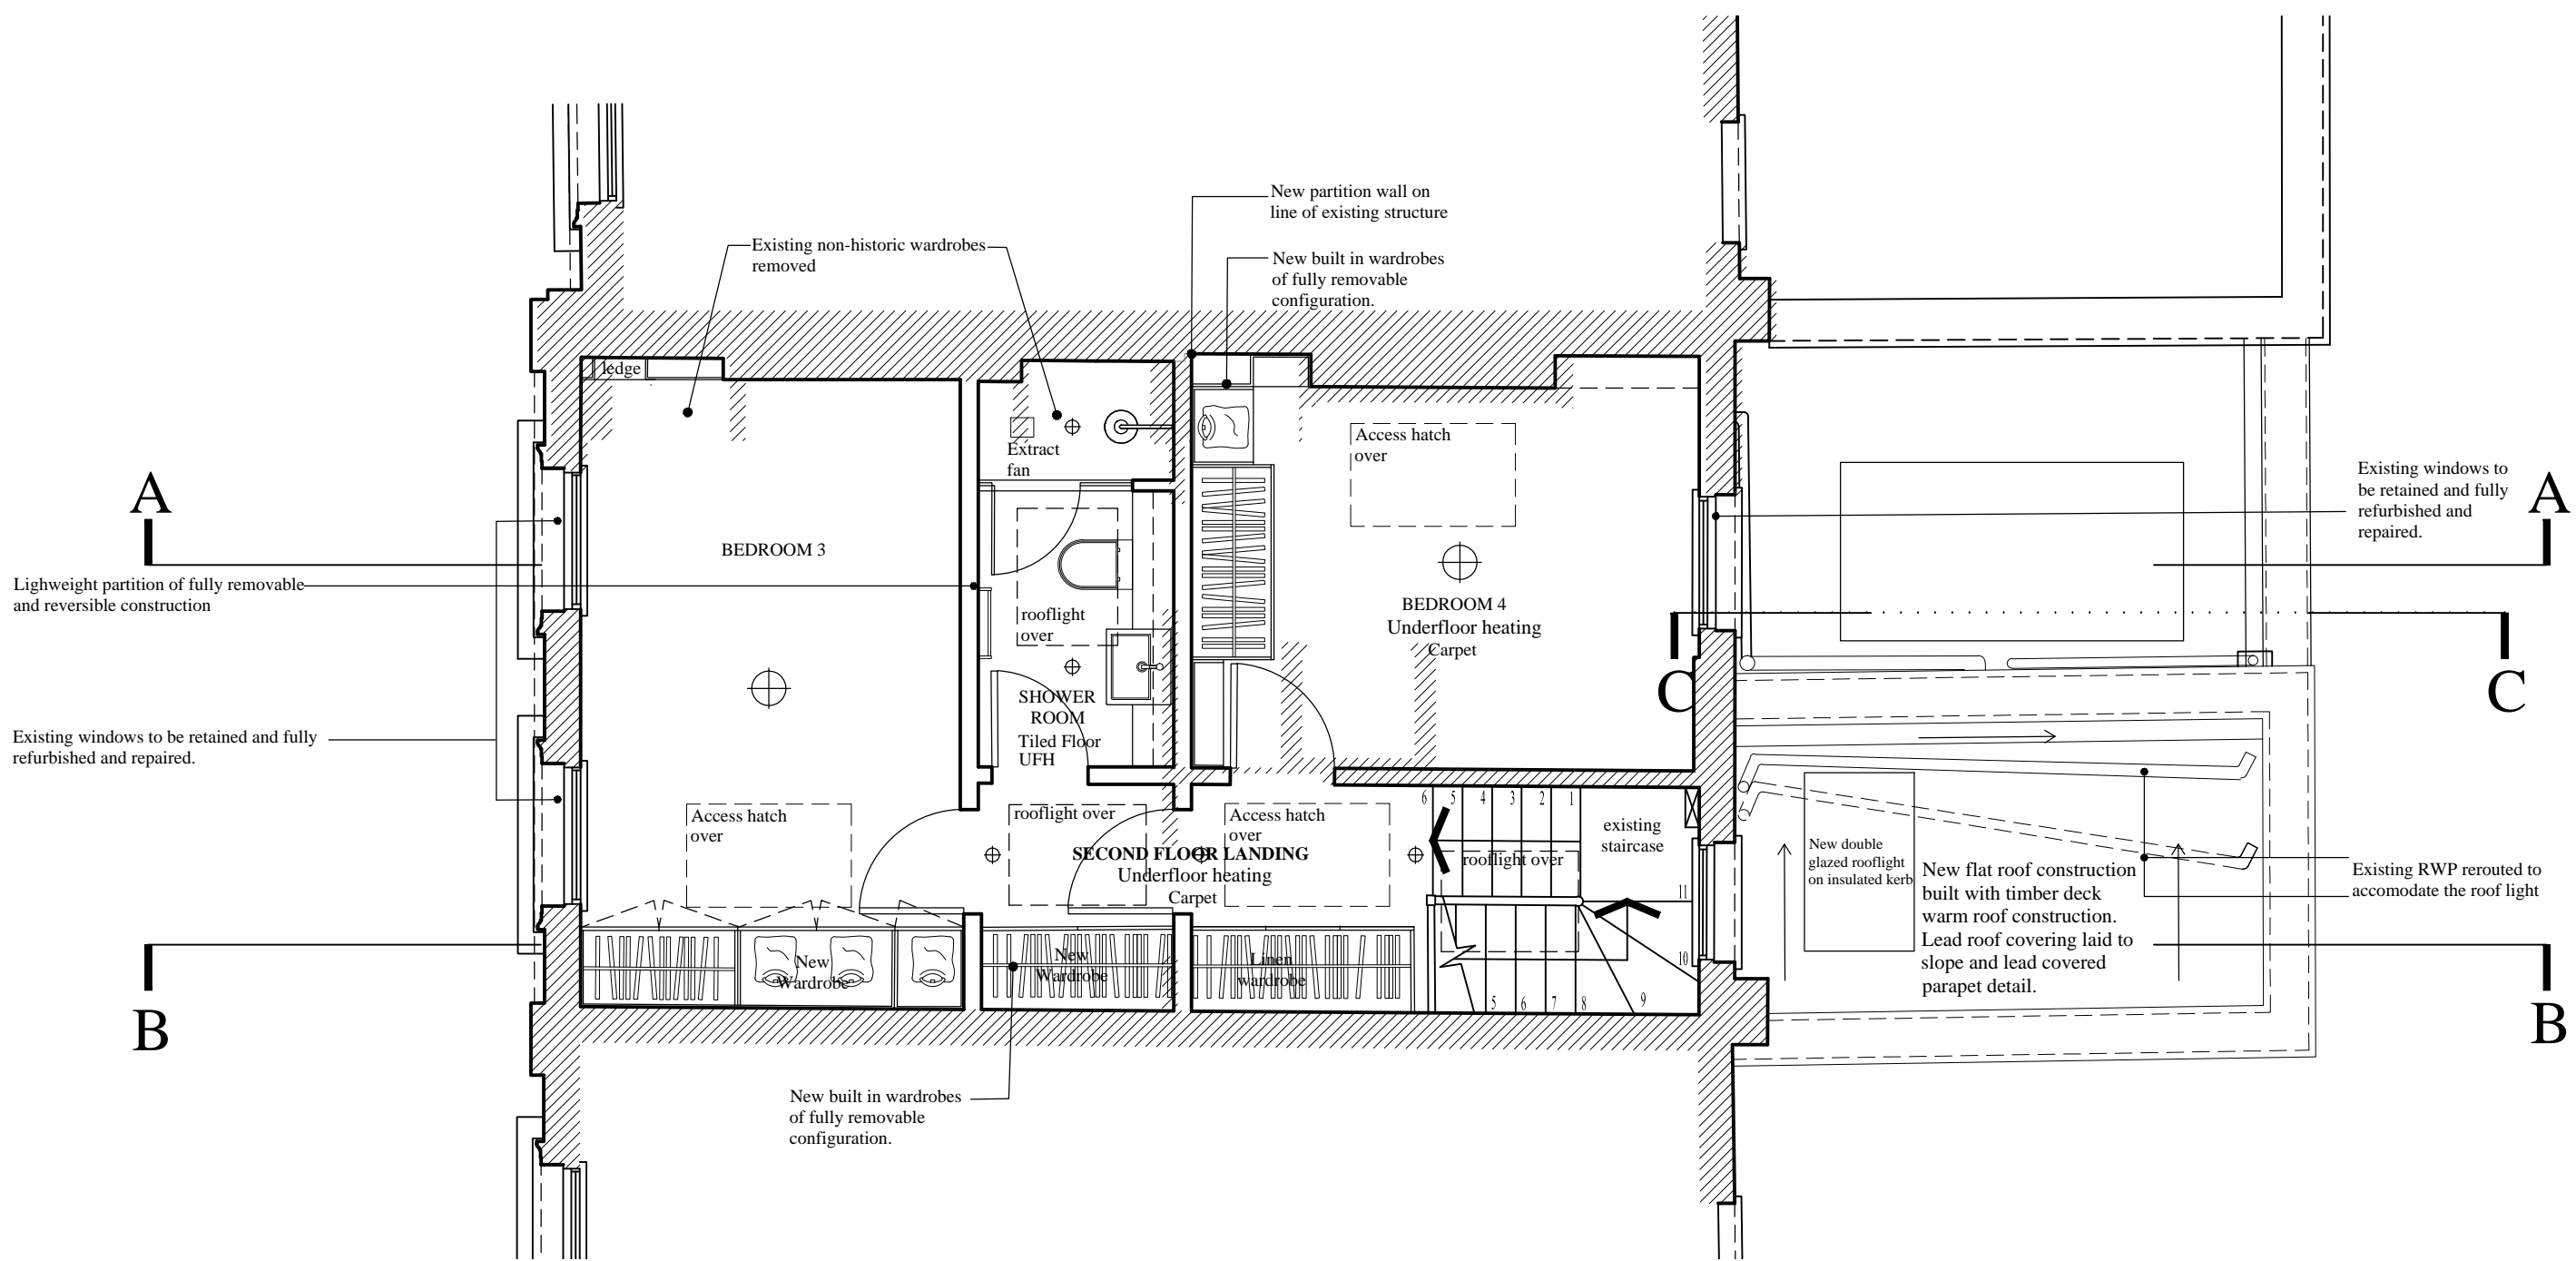 New partition wall on
line of existing structure
Existing non-historic wardrobes
removed
New built in wardrobes
of fully removable
configuration.
ledge
Extract
fan
Access hatch
over
Existing windows to
be retained and fully
refurbished and
repaired.
A
A
BEDROOM 3
Lighweight partition of fully removable
and reversible construction
rooflight
over
BEDROOM 4
Underfloor heating
Carpet
C
C
SHOWER
ROOM
Tiled Floor
UFH
Existing windows to be retained and fully
refurbished and repaired.
Access hatch
over
rooflight over
Access hatch
over
6
5
4
3
2
1
existing
staircase
rooflight over
SECOND FLOOR LANDING
Underfloor heating
Carpet
New double
glazed rooflight
on insulated kerb
New flat roof construction
built with timber deck
warm roof construction.
Lead roof covering laid to
slope and lead covered
parapet detail.
Existing RWP rerouted to
accomodate the roof light
11
10
9
8
7
6
5
New
Wardrobe
New
Wardrobe
Linen
wardrobe
B
B
New built in wardrobes
of fully removable
configuration.